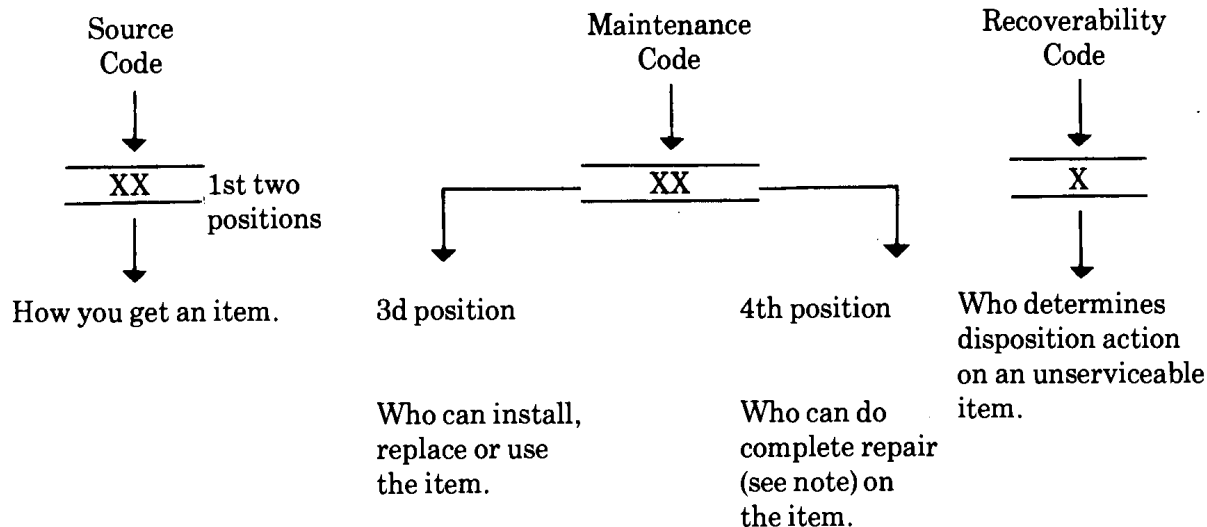 Source
Code
XX
1st two
positions
How you get an item.
Maintenance
Code
XX
3d position
Who can install,
replace or use
the item.
4th position
Who can do
complete repair
(see note) on
the item.
Recoverability
Code
X
Who determines
disposition action
on an unserviceable
item.